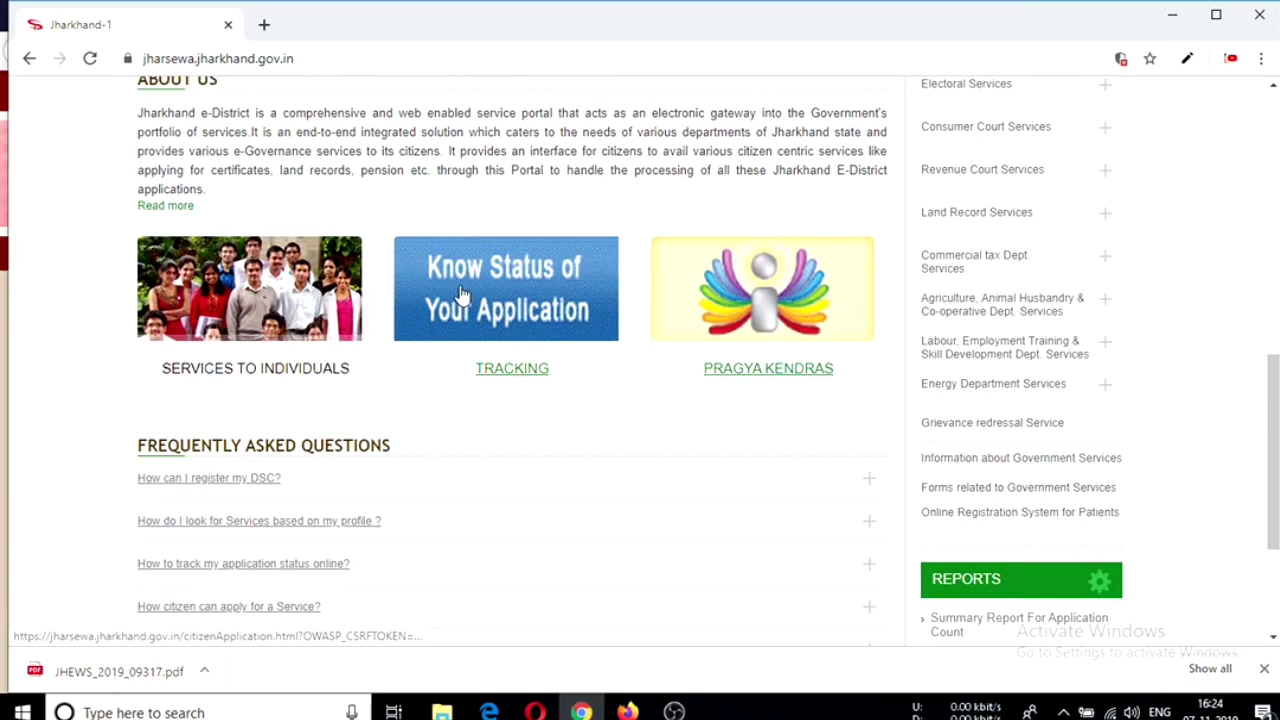 Jharkhand-1
jharsewa.jharkhand.gov.in
ABOUT US
Jharkhand e-District is a comprehensive and web enabled service portal that acts as an electronic gateway into the Government's
portfolio of services.It is an end-to-end integrated solution which caters to the needs of various departments of Jharkhand state and
provides various e-Governance services to its citizens. It provides an interface for citizens to avail various citizen centric services like
applying for certificates, land records, pension etc. through this Portal to handle the processing of all these Jharkhand E-District
applications.
Read more
Know Status of
Your Application
SERVICES TO INDIVIDUALS
TRACKING
PRAGYA KENDRAS
FREQUENTLY ASKED QUESTIONS
How can I register my DSC?
How do I look for Services based on my profile ?
How to track my application status online?
How citizen can apply for a Service?
Electoral Services
Consumer Court Services
Revenue Court Services
Land Record Services
Commercial tax Dept
Services
Agriculture, Animal Husbandry &
Co-operative Dept. Services
Labour, Employment Training &
Skill Development Dept. Services
Energy Department Services
Grievance redressal Service
Information about Government Services
Forms related to Government Services
Online Registration System for Patients
REPORTS
Summary Report For Application
Count
Activate Windows
Go to Settings to activate Windows.
https://jharsewa.jharkhand.gov.in/citizenApplication.html?OWASP_CSRFTOKEN=...
JHEWS_2019_09317.pdf
Show all
Type here to search
U: 0.00 kbit/s
D: 0.00 kbit/s
ENG
16:24